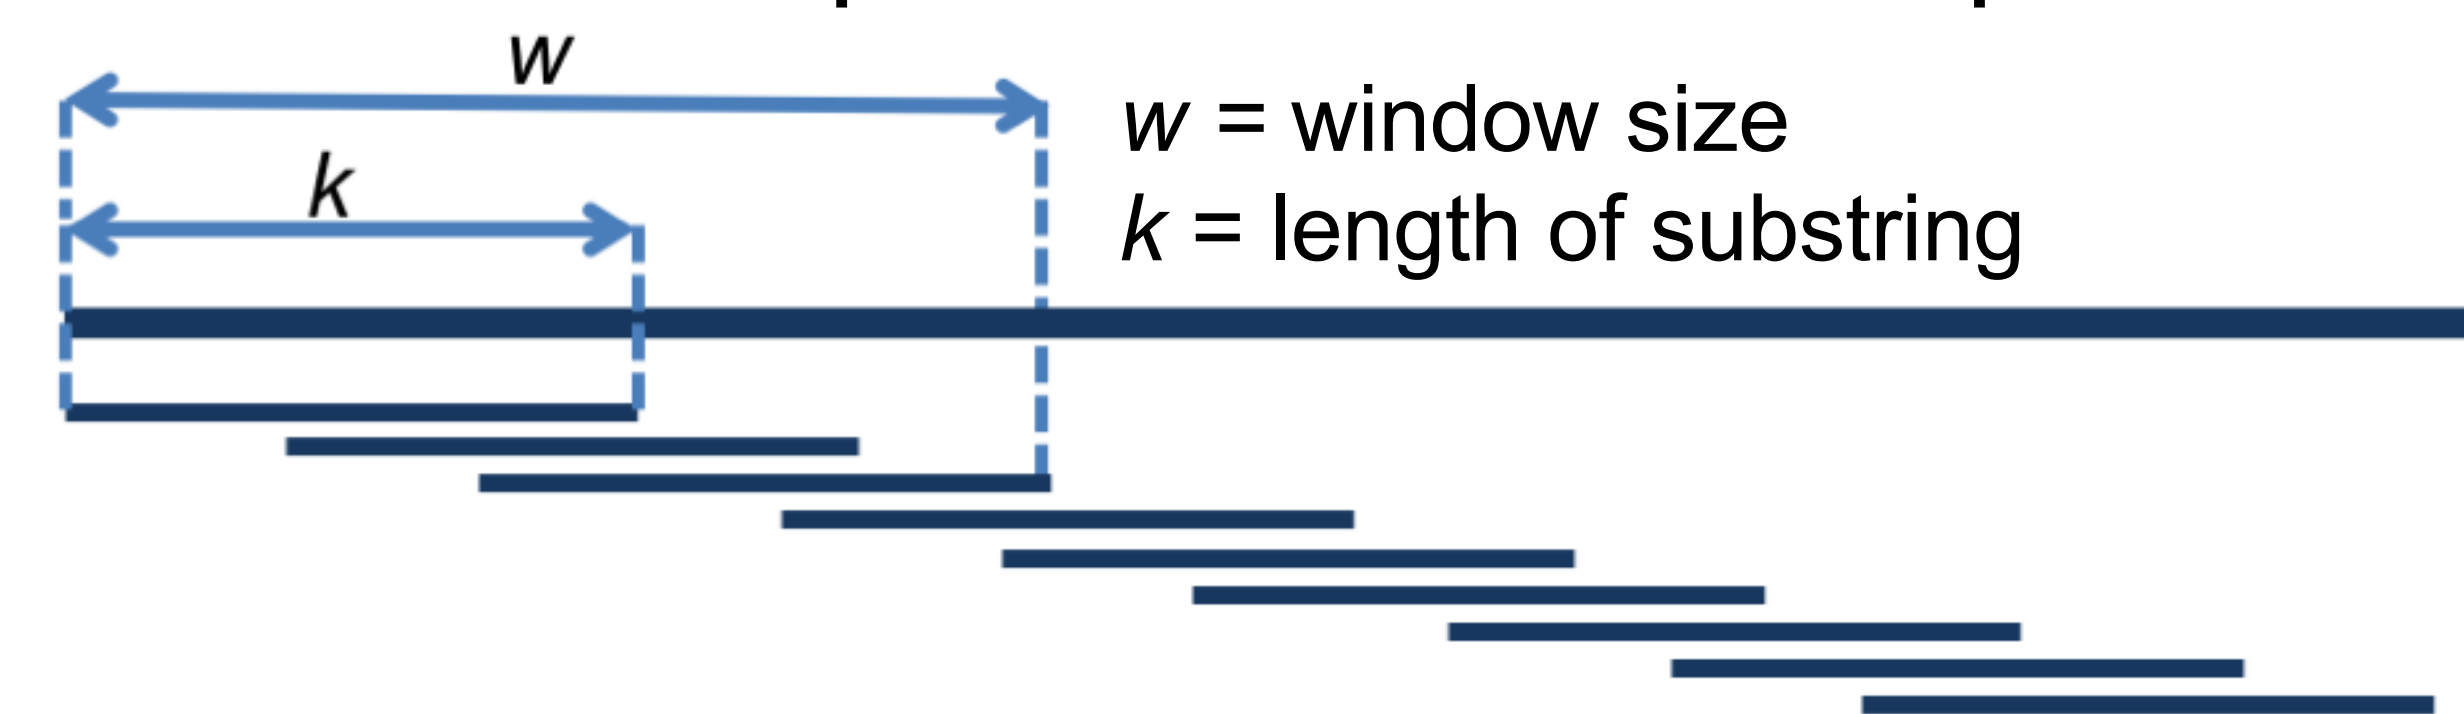 w
w = window size
k
k = length of substring